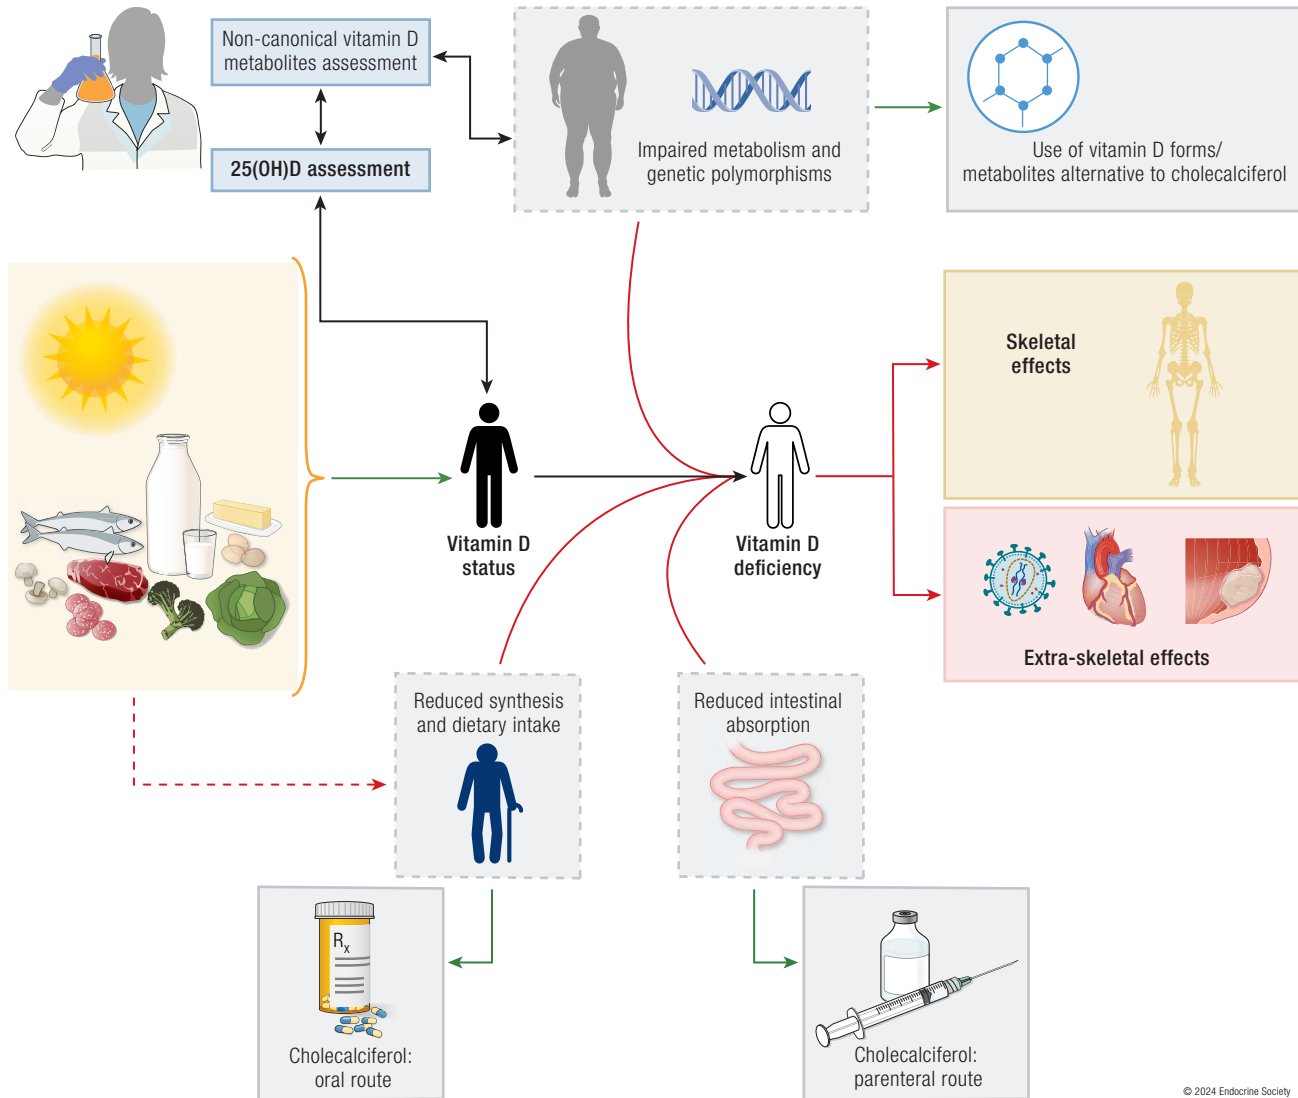 Non-canonical vitamin D
metabolites assessment
25(OH)D assessment
Impaired metabolism and
genetic polymorphisms
Use of vitamin D forms/
metabolites alternative to cholecalciferol
Skeletal
effects
Vitamin D
status
Vitamin D
deficiency
Extra-skeletal effects
Reduced synthesis
and dietary intake
Reduced intestinal
absorption
Rx
Cholecalciferol:
oral route
Cholecalciferol:
parenteral route
© 2024 Endocrine Society